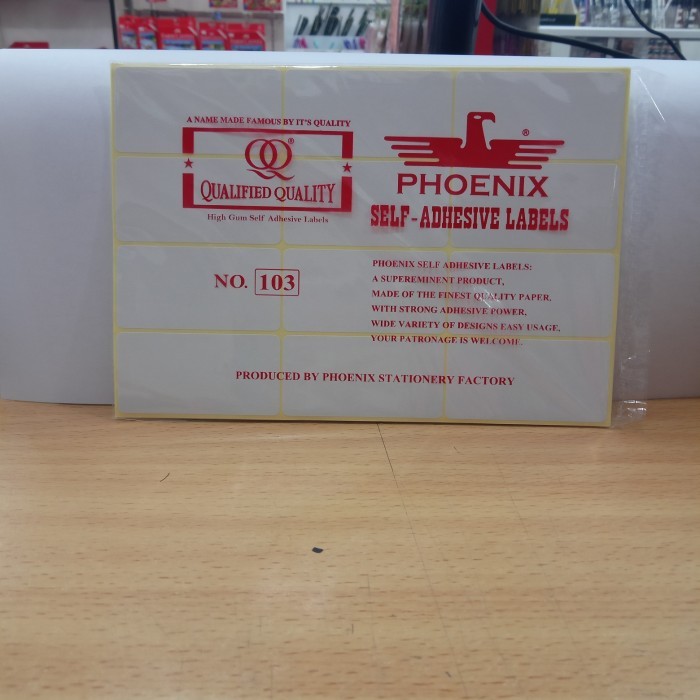 A NAME MADE FAMOUS BY IT'S QUALITY
QQ®
QUALIFIED QUALITY
High Gum Self Adhesive Labels
NO. 103
®
PHOENIX
SELF-ADHESIVE LABELS
PHOENIX SELF ADHESIVE LABELS:
A SUPEREMINENT PRODUCT,
MADE OF THE FINEST QUALITY PAPER,
WITH STRONG ADHESIVE POWER,
WIDE VARIETY OF DESIGNS EASY USAGE,
YOUR PATRONAGE IS WELCOME.
PRODUCED BY PHOENIX STATIONERY FACTORY